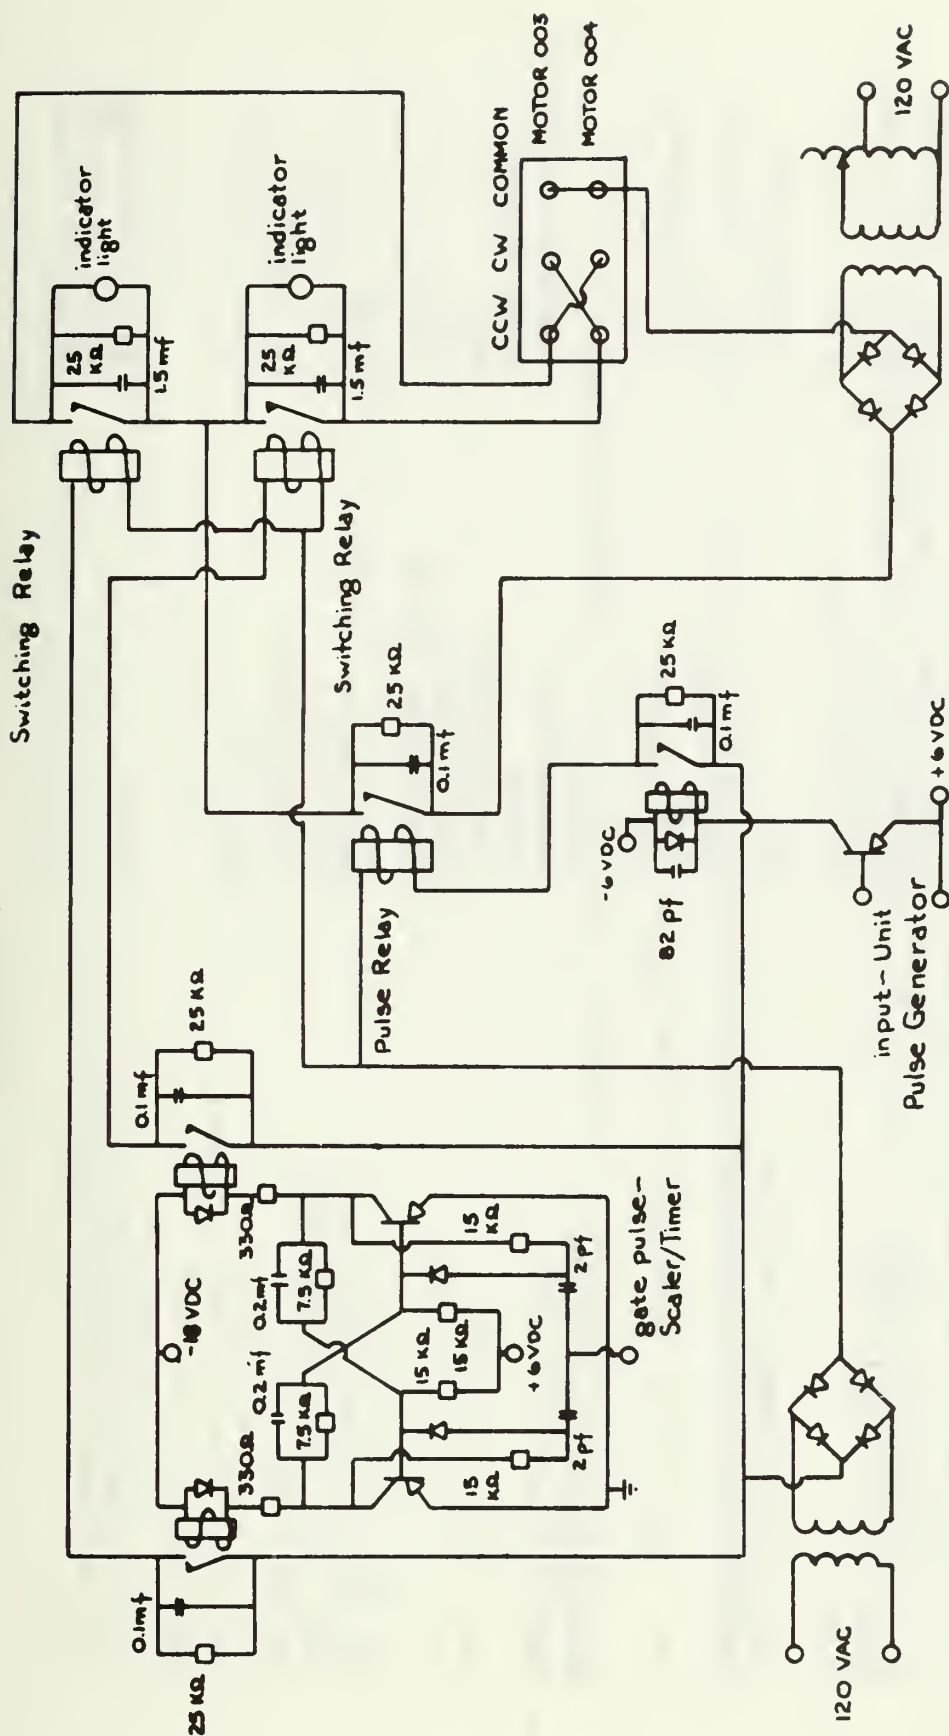 Switching Relay
indicator
light
25
KΩ
1.5 mf
Switching Relay
indicator
light
25
KΩ
1.5 mf
CCW CW COMMON
MOTOR 003
MOTOR 004
120 VAC
25 KΩ
0.1 mf
Pulse Relay
25 KΩ
0.1 mf
-6 VDC
82 pf
input-Unit
Pulse Generator
+6 VDC
25 KΩ
0.1 mf
-18 VDC
330Ω
330Ω
0.2 mf
7.5 KΩ
0.2 mf
7.5 KΩ
15
KΩ
15 KΩ
15 KΩ
15
KΩ
+6 VDC
2 pf
2 pf
gate pulse-
Scaler/Timer
0.1 mf
25 KΩ
120 VAC